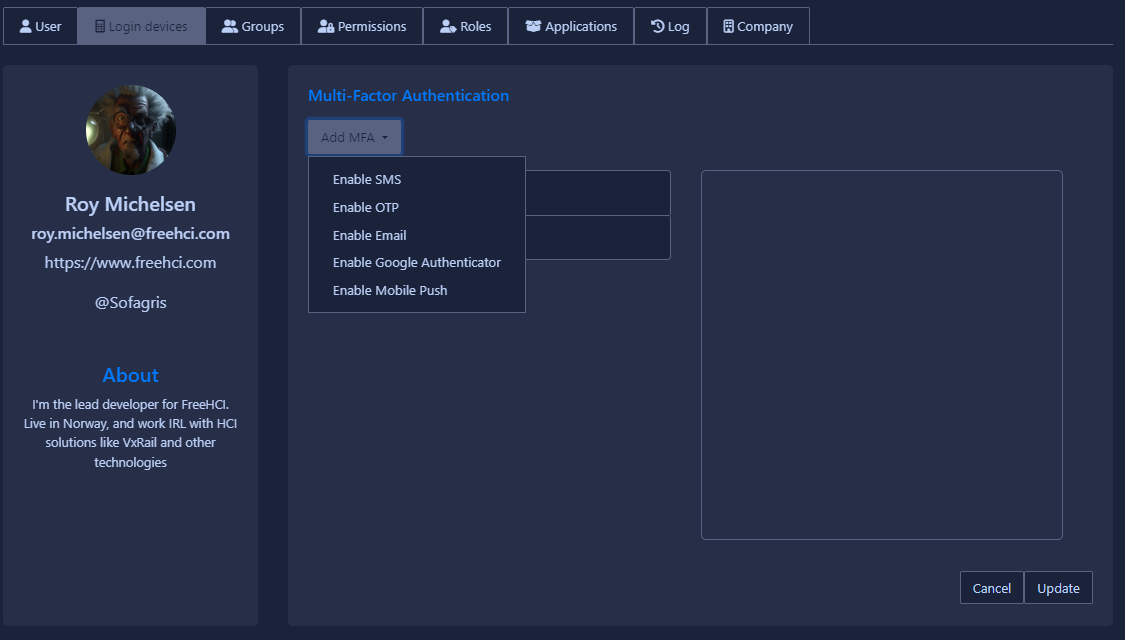 User
Login devices
Groups
Permissions
Roles
Applications
Log
Company
Roy Michelsen
roy.michelsen@freehci.com
https://www.freehci.com
@Sofagris
About
I'm the lead developer for FreeHCI.
Live in Norway, and work IRL with HCI
solutions like VxRail and other
technologies
Multi-Factor Authentication
Add MFA
Enable SMS
Enable OTP
Enable Email
Enable Google Authenticator
Enable Mobile Push
Cancel
Update